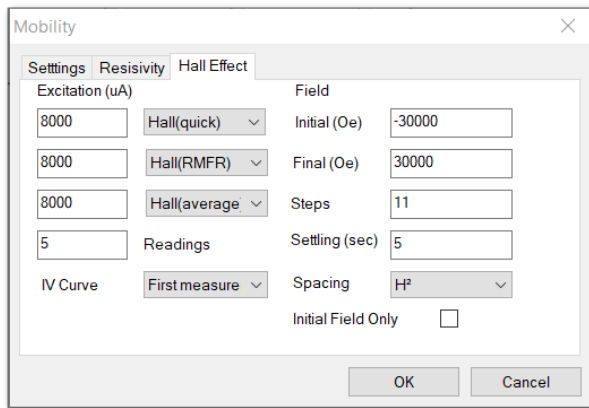 Mobility
Setttings Resisivity Hall Effect
Excitation (uA) Field
8000 Hall(quick) Initial (Oe) -30000
8000 Hall(RMFR) Final (Oe) 30000
8000 Hall(average) Steps 11
5 Readings Settling (sec) 5
IV Curve First measure Spacing H²
Initial Field Only
OK Cancel